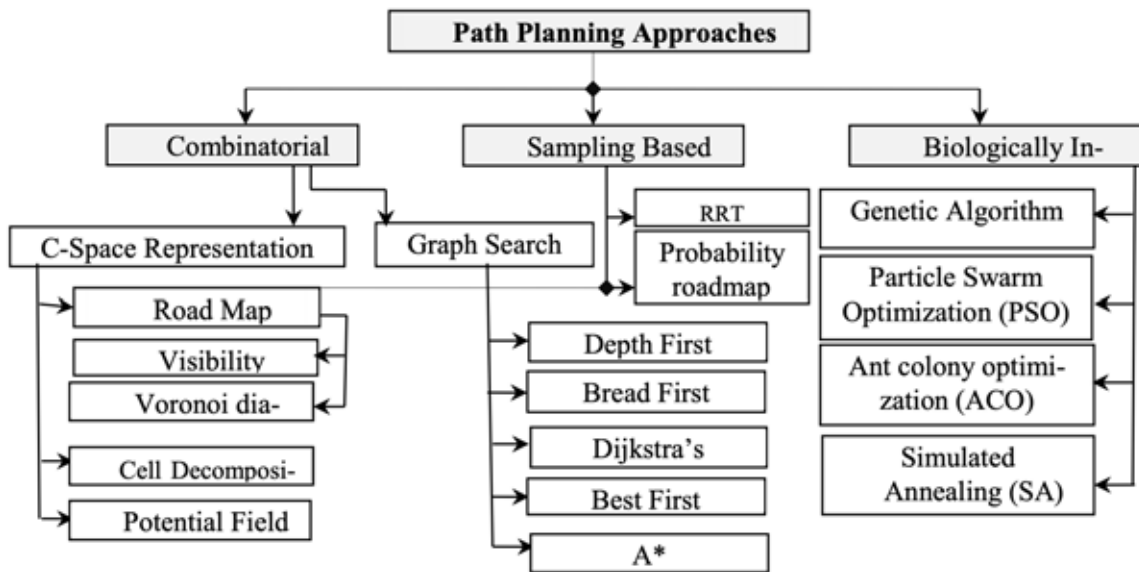 Path Planning Approaches
Combinatorial
Sampling Based
Biologically In-
C-Space Representation
Graph Search
RRT
Probability
roadmap
Genetic Algorithm
Particle Swarm
Optimization (PSO)
Ant colony optimi-
zation (ACO)
Simulated
Annealing (SA)
Road Map
Visibility
Voronoi dia-
Cell Decomposi-
Potential Field
Depth First
Bread First
Dijkstra’s
Best First
A*